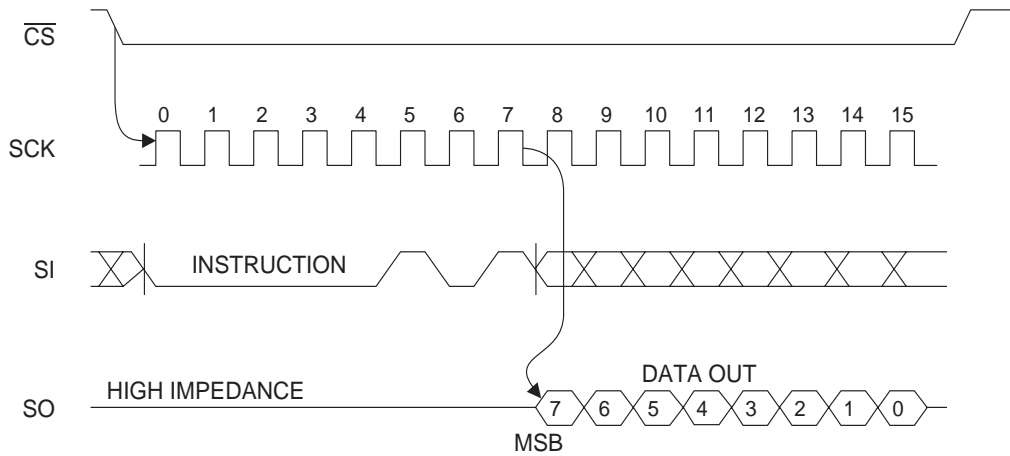 C̅S̅
0 1 2 3 4 5 6 7 8 9 10 11 12 13 14 15
SCK
SI
INSTRUCTION
HIGH IMPEDANCE
DATA OUT
SO
7 6 5 4 3 2 1 0
MSB